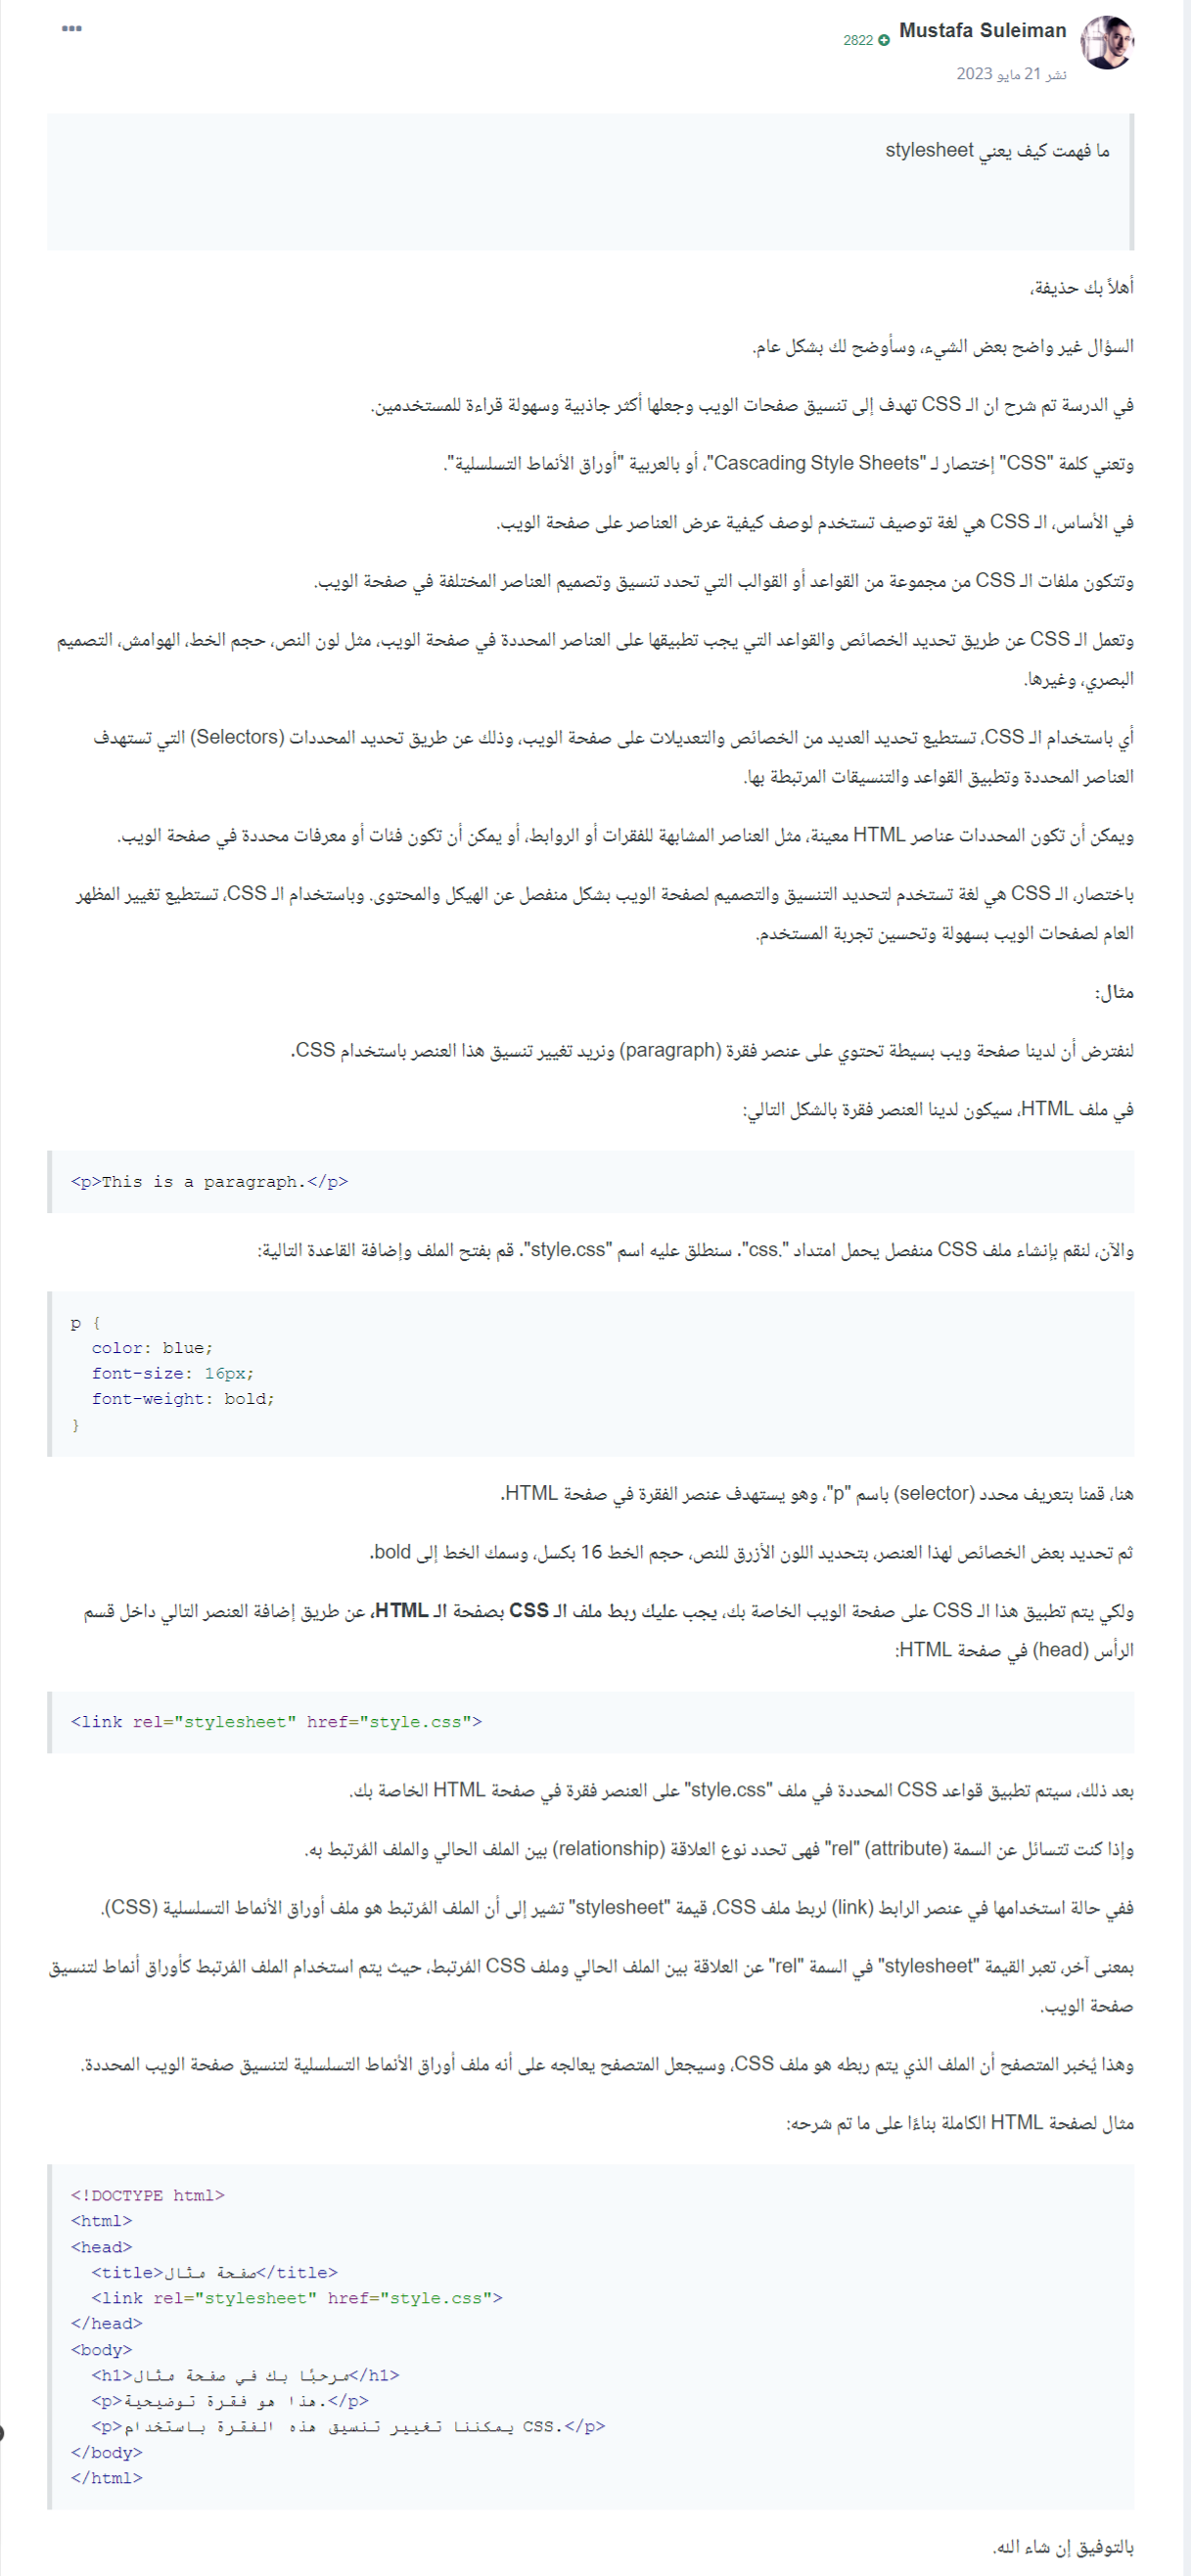 Mustafa Suleiman
2822
نشر 21 مايو 2023
ما فهمت كيف يعني stylesheet
أهلاً بك حذيفة،
السؤال غير واضح بعض الشيء، وسأوضح لك بشكل عام.
في الدرسة تم شرح ان الـ CSS تهدف إلى تنسيق صفحات الويب وجعلها أكثر جاذبية وسهولة قراءة للمستخدمين.
وتعني كلمة "CSS" إختصار لـ "Cascading Style Sheets"، أو بالعربية "أوراق الأنماط التسلسلية".
في الأساس، الـ CSS هي لغة توصيف تستخدم لوصف كيفية عرض العناصر على صفحة الويب.
وتتكون ملفات الـ CSS من مجموعة من القواعد أو القوالب التي تحدد تنسيق وتصميم العناصر المختلفة في صفحة الويب.
وتعمل الـ CSS عن طريق تحديد الخصائص والقواعد التي يجب تطبيقها على العناصر المحددة في صفحة الويب، مثل لون النص، حجم الخط، الهوامش، التصميم
البصري، وغيرها.
أي باستخدام الـ CSS، تستطيع تحديد العديد من الخصائص والتعديلات على صفحة الويب، وذلك عن طريق تحديد المحددات (Selectors) التي تستهدف
العناصر المحددة وتطبيق القواعد والتنسيقات المرتبطة بها.
ويمكن أن تكون المحددات عناصر HTML معينة، مثل العناصر المشابهة للفقرات أو الروابط، أو يمكن أن تكون فئات أو معرفات محددة في صفحة الويب.
باختصار، الـ CSS هي لغة تستخدم لتحديد التنسيق والتصميم لصفحة الويب بشكل منفصل عن الهيكل والمحتوى. وباستخدام الـ CSS، تستطيع تغيير المظهر
العام لصفحات الويب بسهولة وتحسين تجربة المستخدم.
مثال:
لنفترض أن لدينا صفحة ويب بسيطة تحتوي على عنصر فقرة (paragraph) ونريد تغيير تنسيق هذا العنصر باستخدام CSS.
في ملف HTML، سيكون لدينا العنصر فقرة بالشكل التالي:
<p>This is a paragraph.</p>
والآن، لنقم بإنشاء ملف CSS منفصل يحمل امتداد ".css". سنطلق عليه اسم "style.css". قم بفتح الملف وإضافة القاعدة التالية:
p {
  color: blue;
  font-size: 16px;
  font-weight: bold;
}
هنا، قمنا بتعريف محدد (selector) باسم "p"، وهو يستهدف عنصر الفقرة في صفحة HTML.
ثم تحديد بعض الخصائص لهذا العنصر، بتحديد اللون الأزرق للنص، حجم الخط 16 بكسل، وسمك الخط إلى bold.
ولكي يتم تطبيق هذا الـ CSS على صفحة الويب الخاصة بك، يجب عليك ربط ملف الـ CSS بصفحة الـ HTML، عن طريق إضافة العنصر التالي داخل قسم
الرأس (head) في صفحة HTML:
<link rel="stylesheet" href="style.css">
بعد ذلك، سيتم تطبيق قواعد CSS المحددة في ملف "style.css" على العنصر فقرة في صفحة HTML الخاصة بك.
وإذا كنت تتسائل عن السمة (attribute) "rel" فهى تحدد نوع العلاقة (relationship) بين الملف الحالي والملف المُرتبط به.
ففي حالة استخدامها في عنصر الرابط (link) لربط ملف CSS، قيمة "stylesheet" تشير إلى أن الملف المُرتبط هو ملف أوراق الأنماط التسلسلية (CSS).
بمعنى آخر، تعبر القيمة "stylesheet" في السمة "rel" عن العلاقة بين الملف الحالي وملف CSS المُرتبط، حيث يتم استخدام الملف المُرتبط كأوراق أنماط لتنسيق
صفحة الويب.
وهذا يُخبر المتصفح أن الملف الذي يتم ربطه هو ملف CSS، وسيجعل المتصفح يعالجه على أنه ملف أوراق الأنماط التسلسلية لتنسيق صفحة الويب المحددة.
مثال لصفحة HTML الكاملة بناءًا على ما تم شرحه:
<!DOCTYPE html>
<html>
<head>
  <title>صفحة مثال</title>
  <link rel="stylesheet" href="style.css">
</head>
<body>
  <h1>مرحبًا بك في صفحة مثال</h1>
  <p>هذا هو فقرة توضيحية.</p>
  <p>يمكننا تغيير تنسيق هذه الفقرة باستخدام CSS.</p>
</body>
</html>
بالتوفيق إن شاء الله.